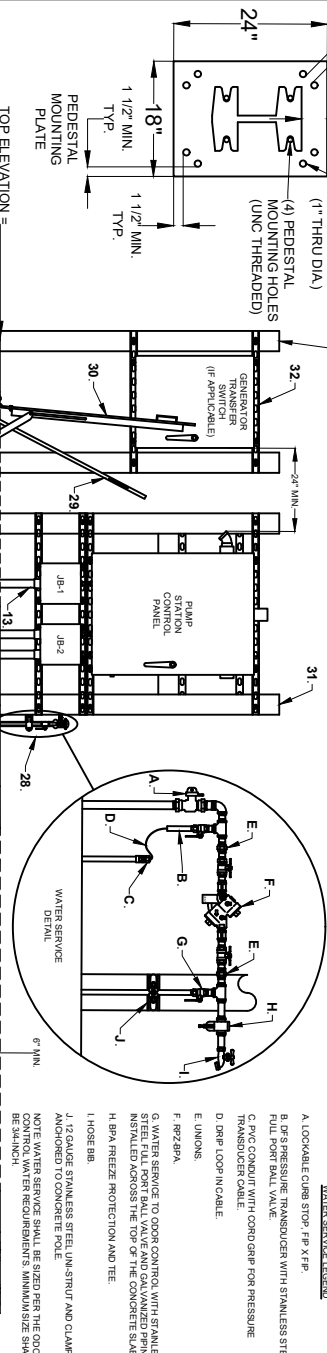 24"
18"
1 1/2" MIN.
TYP.
1 1/2" MIN.
TYP.
PEDESTAL
MOUNTING
PLATE
(1" THRU DIA.)
(4) PEDESTAL
MOUNTING HOLES
(UNC THREADED)
TOP ELEVATION =
32.
GENERATOR
TRANSFER
SWITCH
(IF APPLICABLE)
30.
29.
24" MIN.
PUMP
STATION
CONTROL
PANEL
JB-1
JB-2
13.
31.
28.
A.
B.
C.
D.
E.
F.
E.
G.
H.
I.
J.
WATER SERVICE
DETAIL
6" MIN.
WATER SERVICE LEGEND
A. LOCKABLE CURB STOP, FIP X FIP.
B. DFS PRESSURE TRANSDUCER WITH STAINLESS STE
FULL PORT BALL VALVE.
C. PVC CONDUIT WITH CORD GRIP FOR PRESSURE
TRANSDUCER CABLE.
D. DRIP LOOP IN CABLE.
E. UNIONS.
F. RPZ-BPA.
G. WATER SERVICE TO ODOR CONTROL WITH STAINLE
STEEL FULL PORT BALL VALVE AND GALVANIZED PIPIN
INSTALLED ACROSS THE TOP OF THE CONCRETE SLAB
H. BPA FREEZE PROTECTION AND TEE.
I. HOSE BIB.
J. 12 GAUGE STAINLESS STEEL UNI-STRUT AND CLAMP
ANCHORED TO CONCRETE POLE.
NOTE: WATER SERVICE SHALL BE SIZED PER THE ODO
CONTROL WATER REQUIREMENTS. MINIMUM SIZE SHA
BE 3/4-INCH.